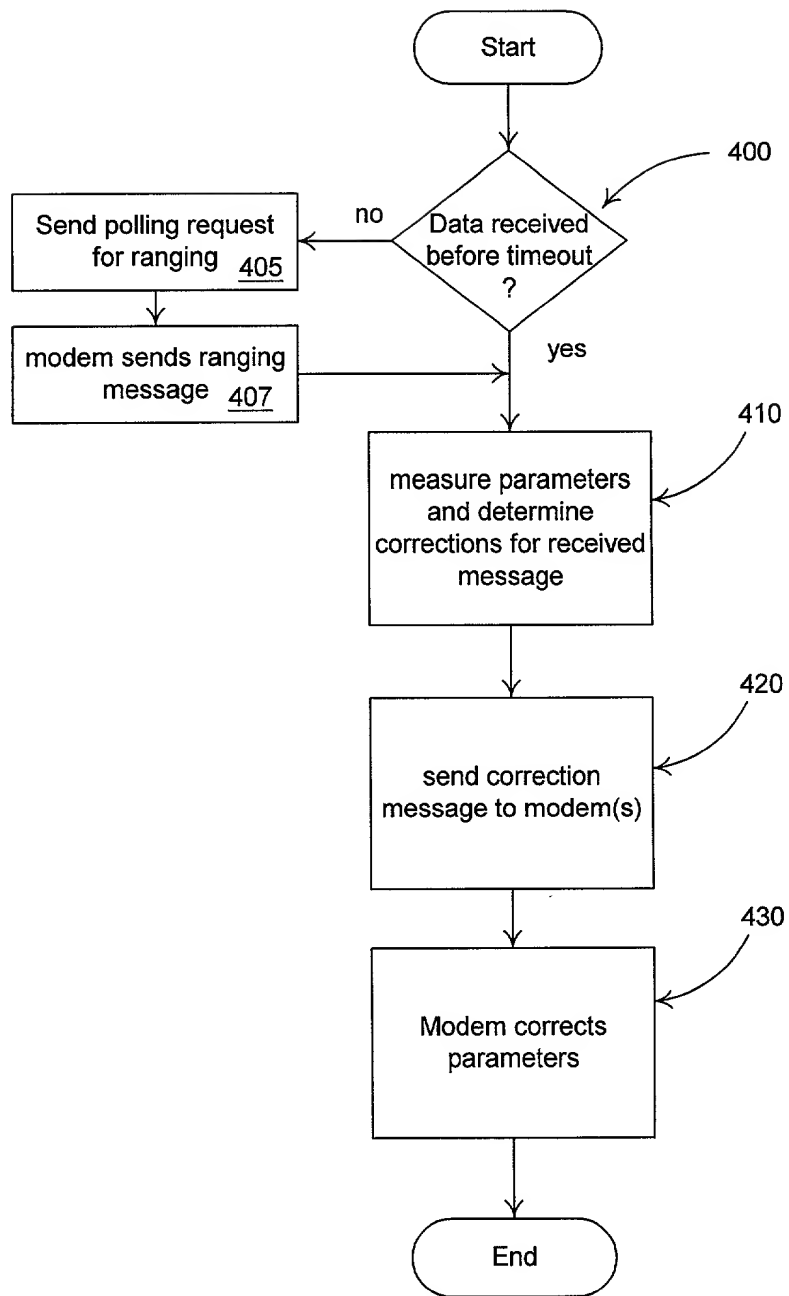 Start
400
Data received
before timeout
?
no
Send polling request
for ranging 405
modem sends ranging
message 407
yes
410
measure parameters
and determine
corrections for received
message
420
send correction
message to modem(s)
430
Modem corrects
parameters
End